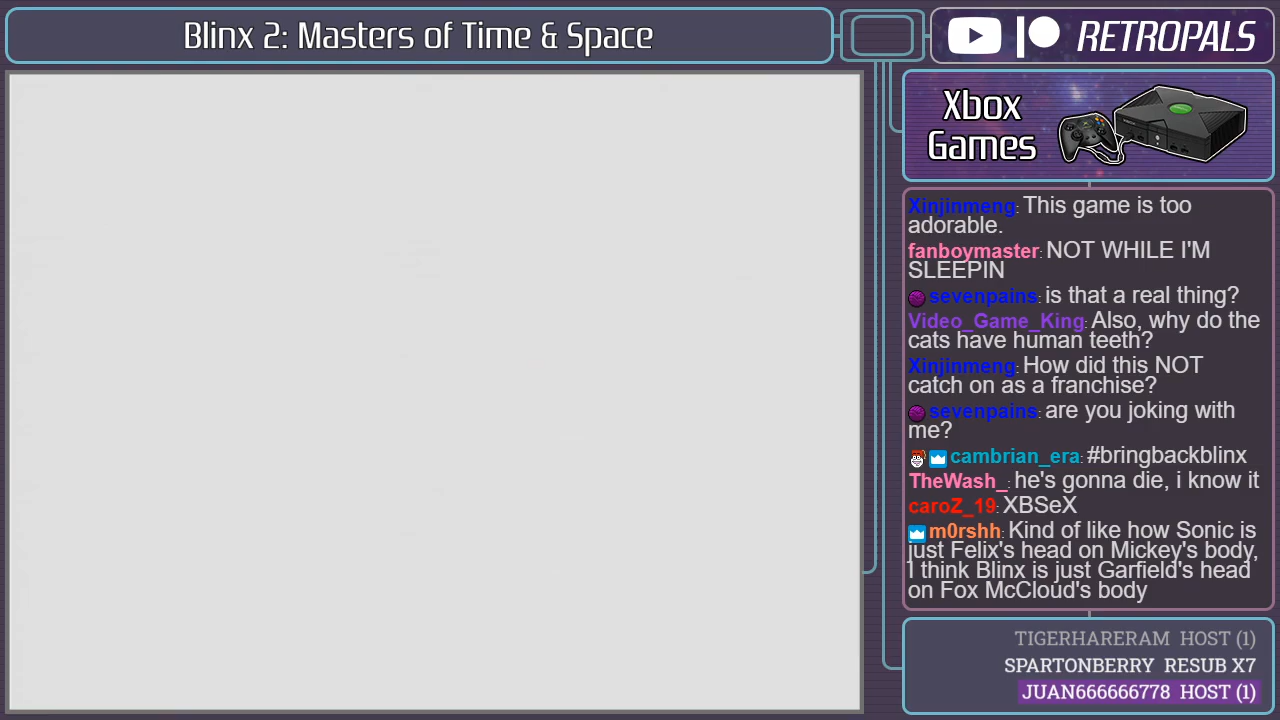 Blinx 2: Masters of Time & Space
RETROPALS
Xbox
Games
Xinjinmeng: This game is too
adorable.
fanboymaster: NOT WHILE I'M
SLEEPIN
sevenpains: is that a real thing?
Video_Game_King: Also, why do the
cats have human teeth?
Xinjinmeng: How did this NOT
catch on as a franchise?
sevenpains: are you joking with
me?
cambrian_era: #bringbackblinx
TheWash_: he's gonna die, i know it
caroZ_19: XBSeX
m0rshh: Kind of like how Sonic is
just Felix's head on Mickey's body,
I think Blinx is just Garfield's head
on Fox McCloud's body
TIGERHARERAM HOST (1)
SPARTONBERRY RESUB X7
JUAN666666778 HOST (1)